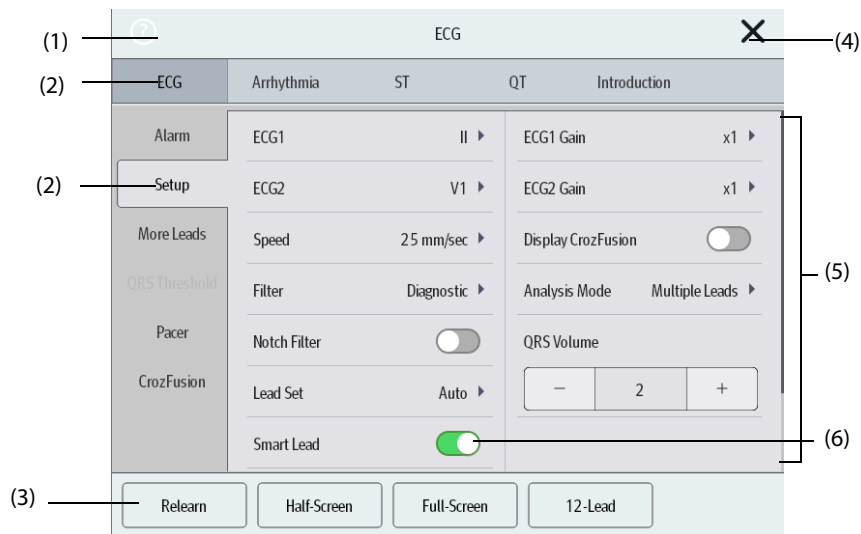 (1) ? ECG (4)
(2) ECG Arrhythmia ST QT Introduction
Alarm ECG1 II ECG1 Gain x1
(2) Setup ECG2 V1 ECG2 Gain x1
More Leads Speed 25 mm/sec Display CrozFusion
(5)
QRS Threshold Filter Diagnostic Analysis Mode Multiple Leads
Pacer Notch Filter QRS Volume
CrozFusion Lead Set Auto − 2 +
Smart Lead (6)
(3) Relearn Half-Screen Full-Screen 12-Lead